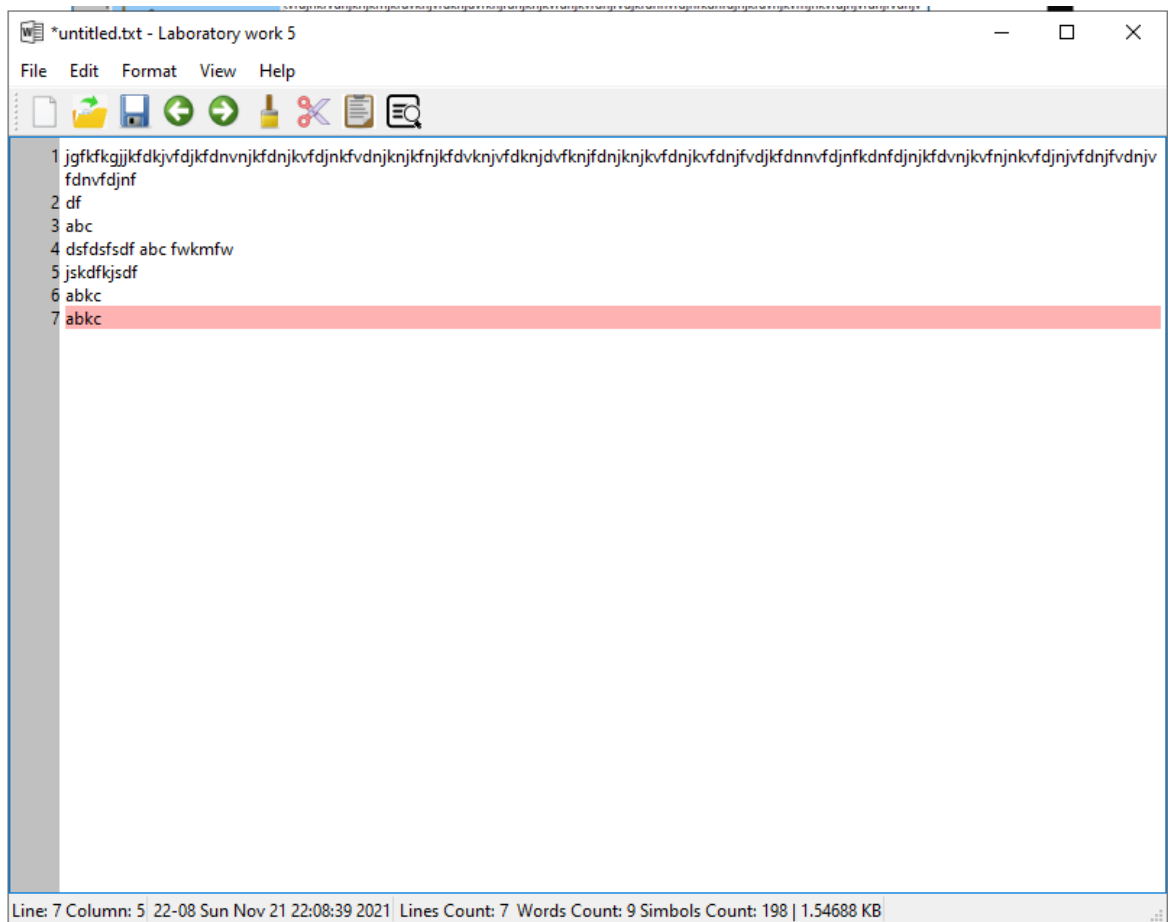 *untitled.txt - Laboratory work 5
File Edit Format View Help
1 jgfkfkgjjkfdkjvfdjkfdnvnjkfdnjkvfdjnkfvdnjknjkfnjkfdvknjvfdknjdvfknjfdnjknjkvfdnjkvfdnjfvdjkfdnnvfdjnfkdnfdjnjkfdvnjkvfnjnkvfdjnjvfdnjfvdnjv
fdnvfdjnf
2 df
3 abc
4 dsfdsfsdf abc fwkmfw
5 jskdfkjsdf
6 abkc
7 abkc
Line: 7 Column: 5 22-08 Sun Nov 21 22:08:39 2021 Lines Count: 7 Words Count: 9 Simbols Count: 198 | 1.54688 KB